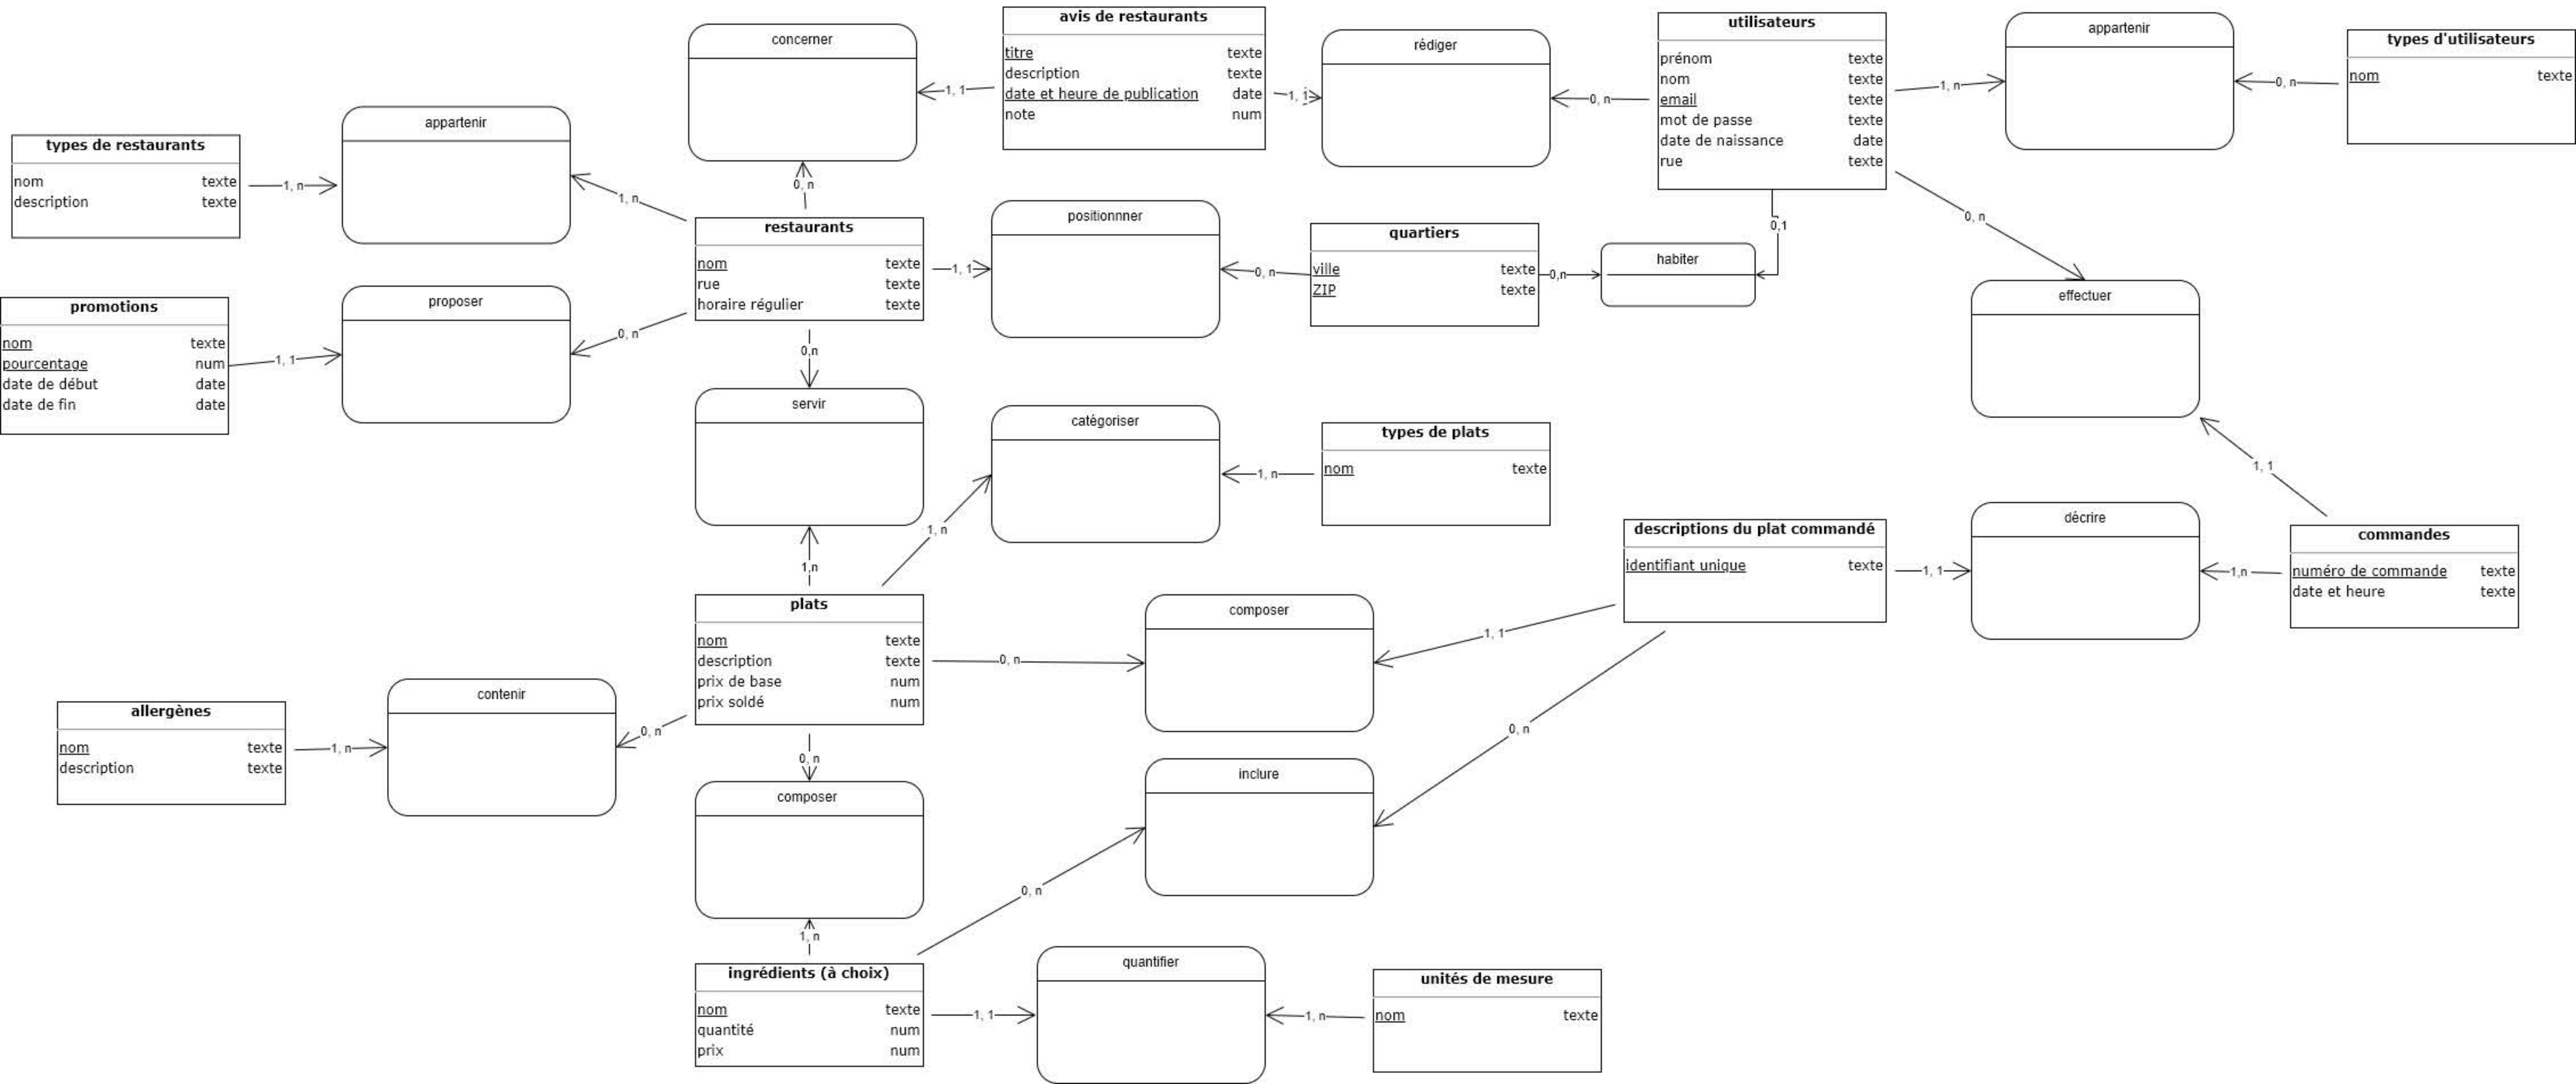 avis de restaurants
titre texte
description texte
date et heure de publication date
note num
utilisateurs
prénom texte
nom texte
email texte
mot de passe texte
date de naissance date
rue texte
appartenir
types d'utilisateurs
nom texte
concerner
rédiger
1, 1
1, 1
0, n
1, n
0, n
appartenir
types de restaurants
nom texte
description texte
1, n
1, n
0, n
restaurants
nom texte
rue texte
horaire régulier texte
positionnner
1, 1
0, n
quartiers
ville texte
ZIP texte
0,n
habiter
0,1
0, n
effectuer
promotions
nom texte
pourcentage num
date de début date
date de fin date
1, 1
proposer
0, n
0,n
servir
catégoriser
types de plats
nom texte
1, n
1, n
1, 1
1,n
descriptions du plat commandé
identifiant unique texte
1, 1
décrire
1,n
commandes
numéro de commande texte
date et heure texte
plats
nom texte
description texte
prix de base num
prix soldé num
0, n
composer
1, 1
allergènes
nom texte
description texte
1, n
contenir
0, n
0, n
composer
inclure
0, n
0, n
1, n
ingrédients (à choix)
nom texte
quantité num
prix num
1, 1
quantifier
1, n
unités de mesure
nom texte